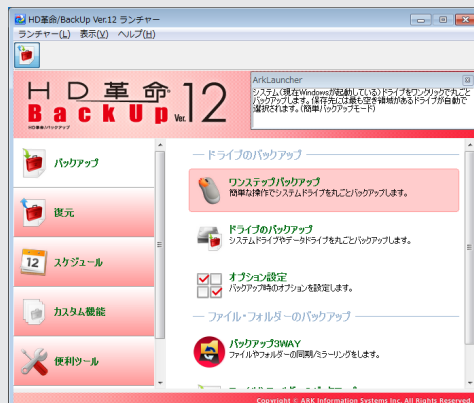 HD革命/BackUp Ver.12 ランチャー
ランチャー(L) 表示(V) ヘルプ(H)
HD革命
BackUp Ver.12
HD革命/バックアップ
ArkLauncher
システム(現在Windowsが起動している)ドライブをワンクリックで丸ごと
バックアップします。保存先には最も空き領域があるドライブが自動で
選択されます。(簡単バックアップモード)
バックアップ
復元
12
スケジュール
カスタム機能
便利ツール
ドライブのバックアップ
ワンステップバックアップ
簡単な操作でシステムドライブを丸ごとバックアップします。
ドライブのバックアップ
システムドライブやデータドライブを丸ごとバックアップします。
オプション設定
バックアップ時のオプションを設定します。
ファイル・フォルダーのバックアップ
バックアップ3WAY
ファイルやフォルダーの同期/ミラーリングをします。
Copyright © ARK Information Systems Inc. All Rights Reserved